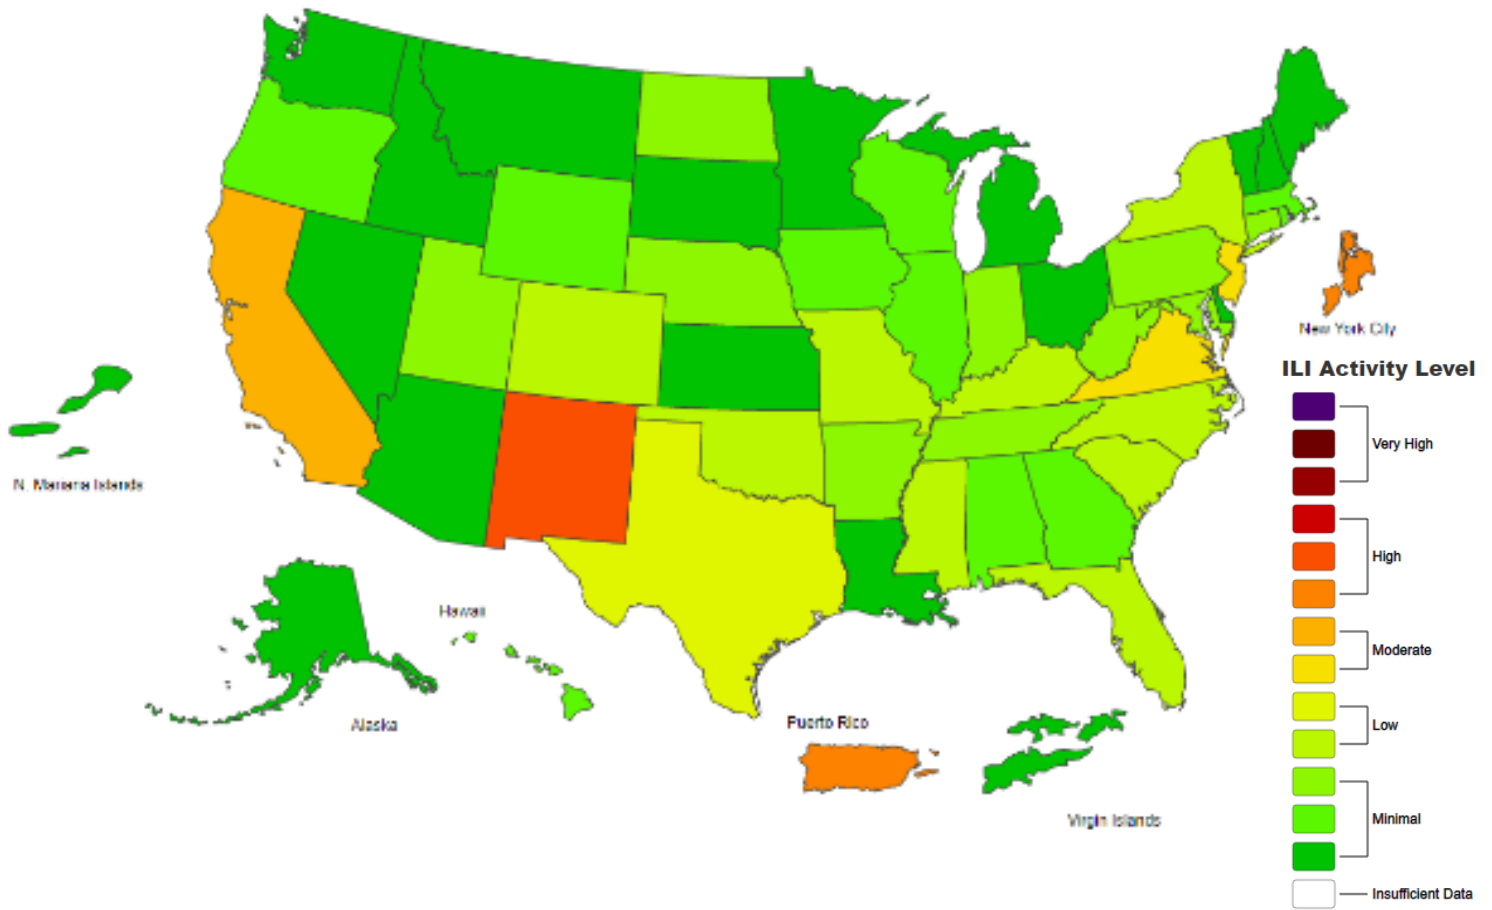 New York City
ILI Activity Level
Very High
High
Moderate
Low
Minimal
Insufficient Data
N. Mariana Islands
Hawaii
Alaska
Puerto Rico
Virgin Islands